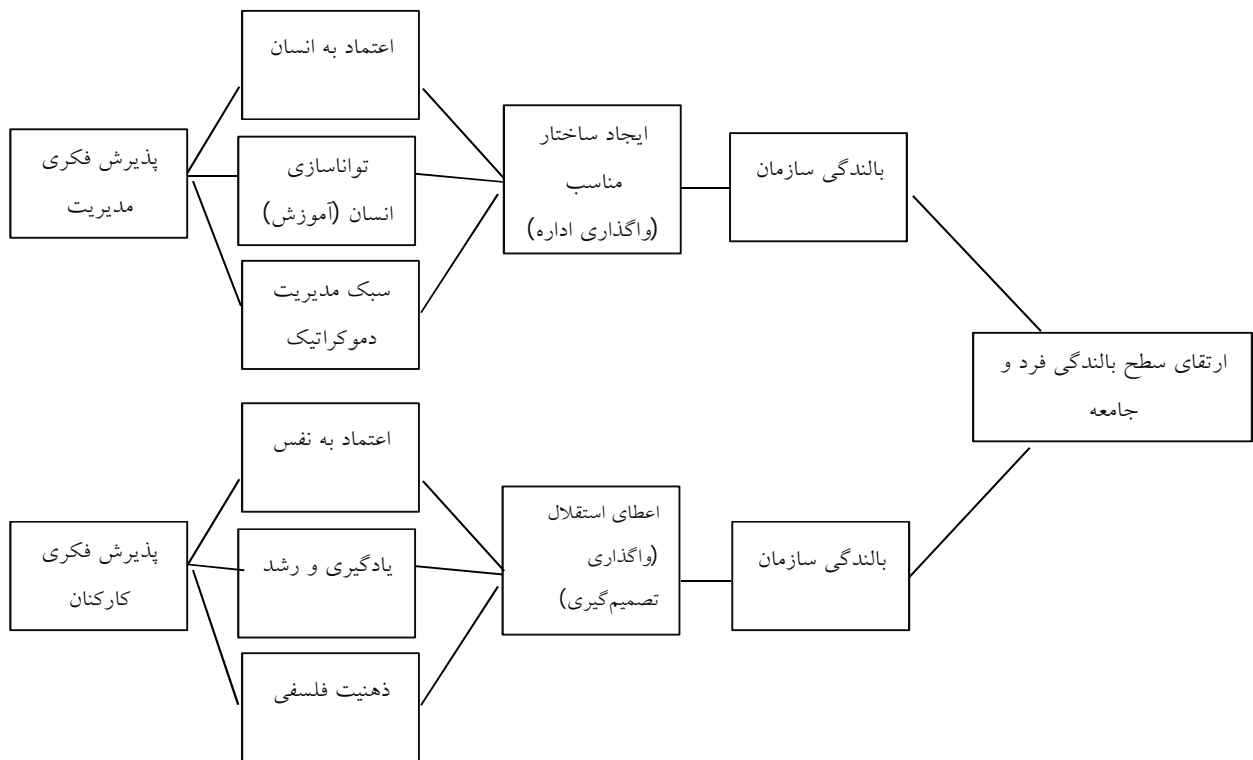 پذیرش فکری
مدیریت
اعتماد به انسان
تواناسازی
انسان (آموزش)
سبک مدیریت
دموکراتیک
ایجاد ساختار
مناسب
(واگذاری اداره)
بالندگی سازمان
ارتقای سطح بالندگی فرد و
جامعه
پذیرش فکری
کارکنان
اعتماد به نفس
یادگیری و رشد
ذهنیت فلسفی
اعطای استقلال
(واگذاری
تصمیم‌گیری)
بالندگی سازمان